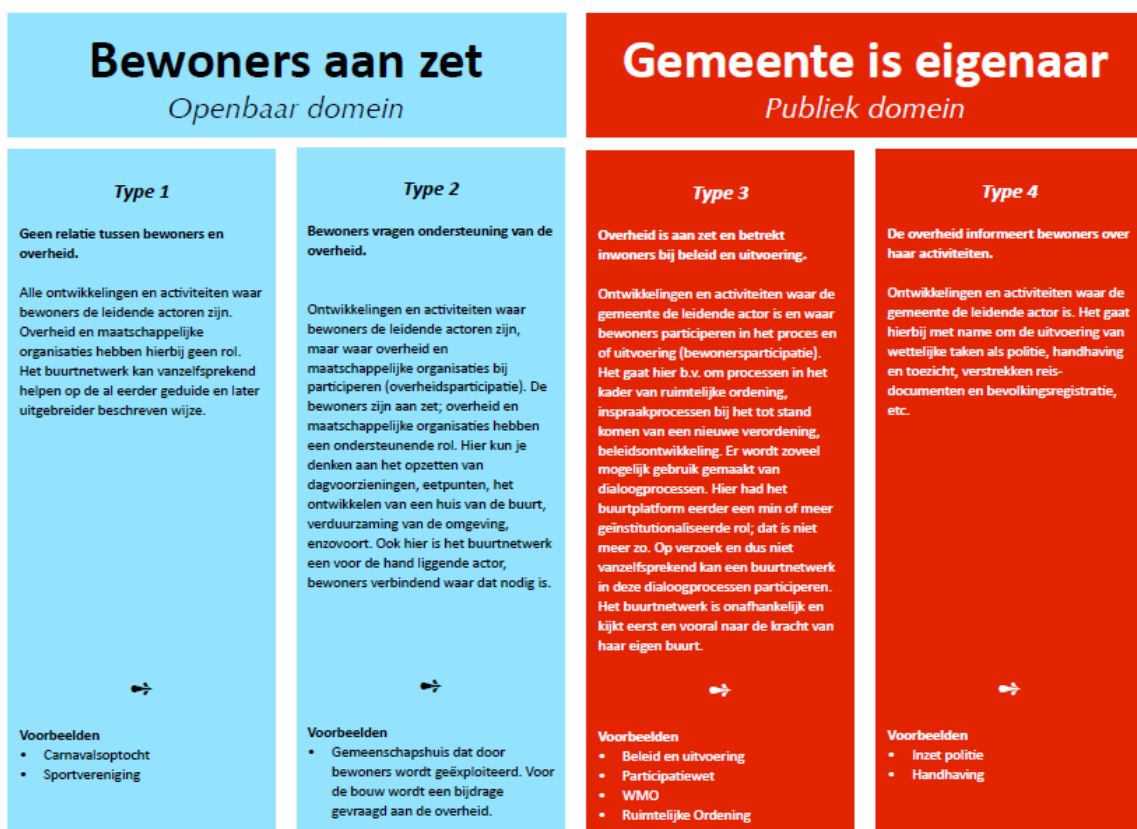 Bewoners aan zet
Openbaar domein
Gemeente is eigenaar
Publiek domein
Type 1
Geen relatie tussen bewoners en
overheid.
Alle ontwikkelingen en activiteiten waar
bewoners de leidende actoren zijn.
Overheid en maatschappelijke
organisaties hebben hierbij geen rol.
Het buurtnetwerk kan vanzelfsprekend
helpen op de al eerder geduide en later
uitgebreider beschreven wijze.
Voorbeelden
• Carnavalsoptocht
• Sportvereniging
Type 2
Bewoners vragen ondersteuning van de
overheid.
Ontwikkelingen en activiteiten waar
bewoners de leidende actoren zijn,
maar waar overheid en
maatschappelijke organisaties bij
participeren (overheidsparticipatie). De
bewoners zijn aan zet; overheid en
maatschappelijke organisaties hebben
een ondersteunende rol. Hier kun je
denken aan het opzetten van
dagvoorzieningen, eetpunten, het
ontwikkelen van een huis van de buurt,
verduurzaming van de omgeving,
enzovoort. Ook hier is het buurtnetwerk
een voor de hand liggende actor,
bewoners verbindend waar dat nodig is.
Voorbeelden
• Gemeenschapshuis dat door
bewoners wordt geëxploiteerd. Voor
de bouw wordt een bijdrage
gevraagd aan de overheid.
Type 3
Overheid is aan zet en betrekt
inwoners bij beleid en uitvoering.
Ontwikkelingen en activiteiten waar de
gemeente de leidende actor is en waar
bewoners participeren in het proces en
of uitvoering (bewonersparticipatie).
Het gaat hier b.v. om processen in het
kader van ruimtelijke ordening,
inspraakprocessen bij het tot stand
komen van een nieuwe verordening,
beleidsontwikkeling. Er wordt zoveel
mogelijk gebruik gemaakt van
dialoogprocessen. Hier had het
buurtplatform eerder een min of meer
geïnstitutionaliseerde rol; dat is niet
meer zo. Op verzoek en dus niet
vanzelfsprekend kan een buurtnetwerk
in deze dialoogprocessen participeren.
Het buurtnetwerk is onafhankelijk en
kijkt eerst en vooral naar de kracht van
haar eigen buurt.
Voorbeelden
• Beleid en uitvoering
• Participatiewet
• WMO
• Ruimtelijke Ordening
Type 4
De overheid informeert bewoners over
haar activiteiten.
Ontwikkelingen en activiteiten waar de
gemeente de leidende actor is. Het gaat
hierbij met name om de uitvoering van
wettelijke taken als politie, handhaving
en toezicht, verstrekken reis-
documenten en bevolkingsregistratie,
etc.
Voorbeelden
• Inzet politie
• Handhaving